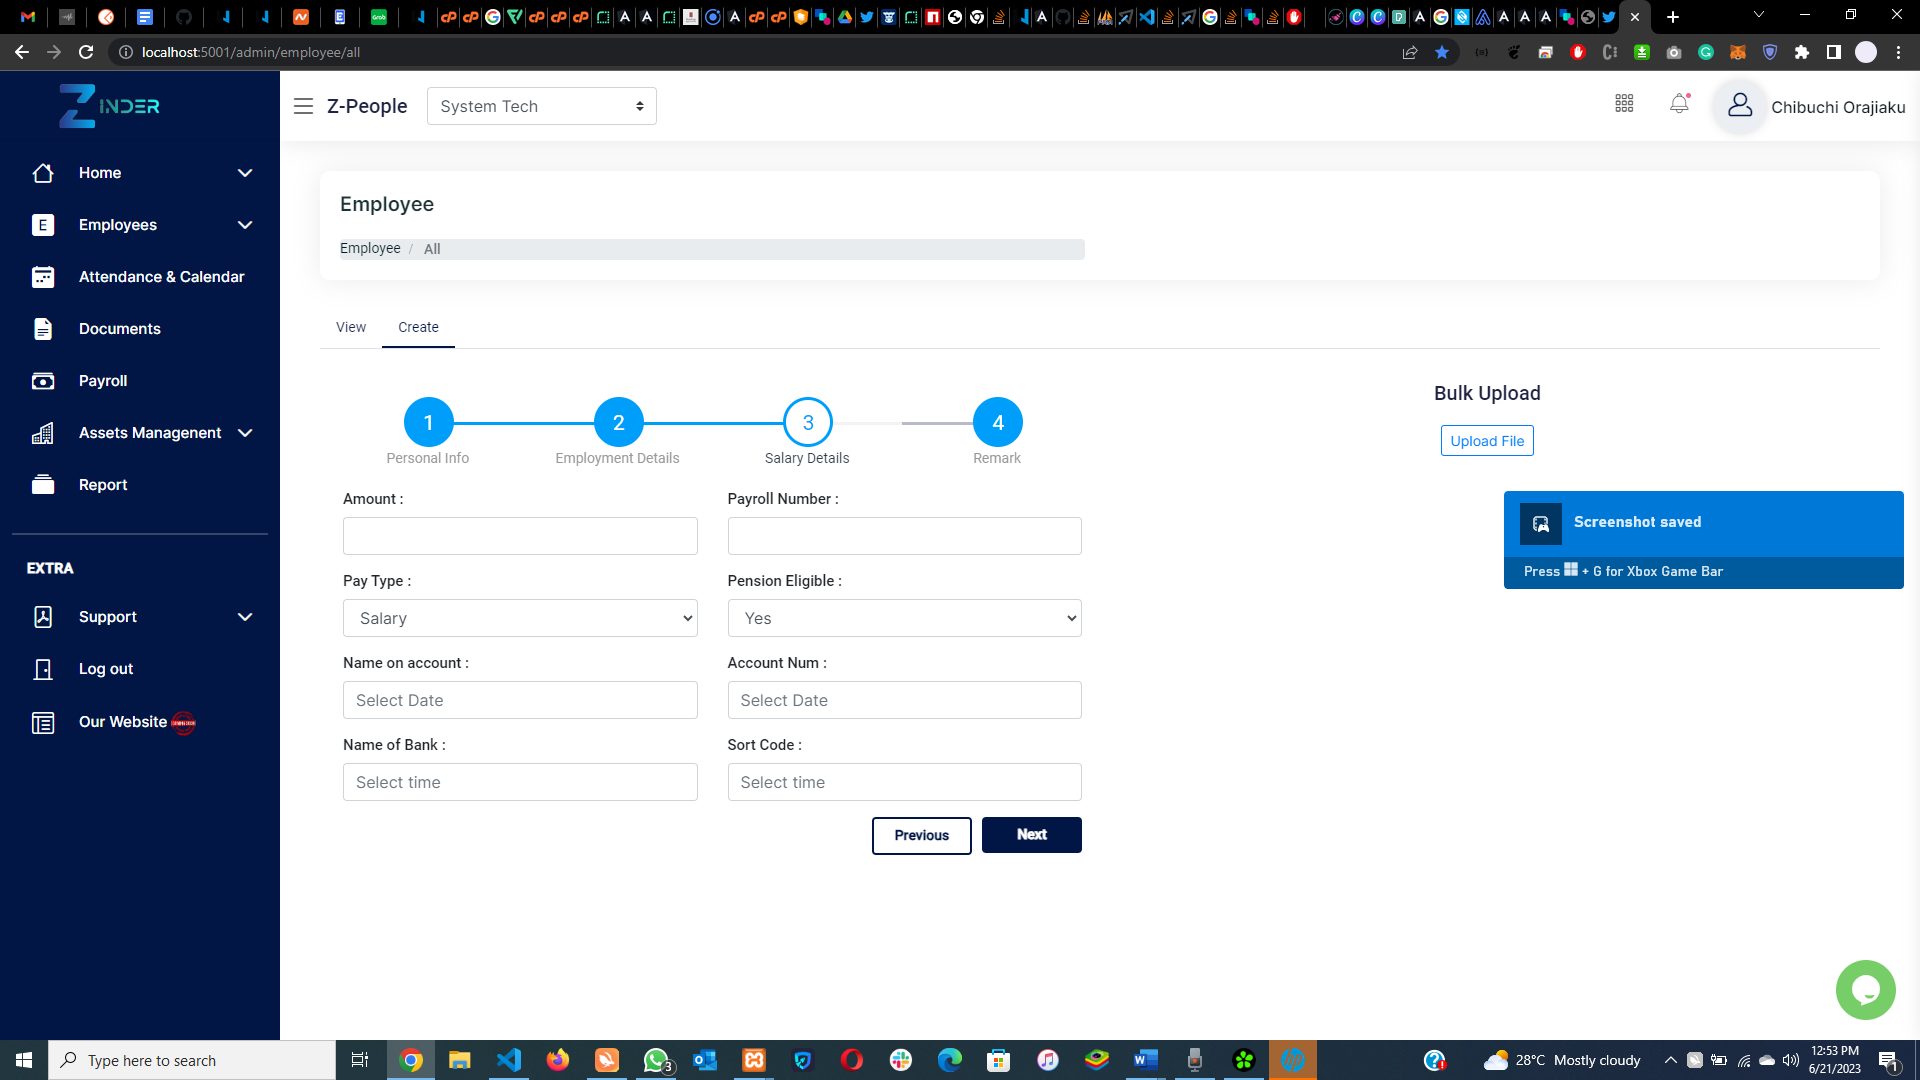 localhost:5001/admin/employee/all
ZINDER
Z-People
System Tech
Chibuchi Orajiaku
Home
Employees
Attendance & Calendar
Documents
Payroll
Assets Managenent
Report
EXTRA
Support
Log out
Our Website
Employee
Employee / All
View
Create
1
2
3
4
Personal Info
Employment Details
Salary Details
Remark
Bulk Upload
Upload File
Amount :
Payroll Number :
Pay Type :
Pension Eligible :
Salary
Yes
Name on account :
Account Num :
Select Date
Select Date
Name of Bank :
Sort Code :
Select time
Select time
Previous
Next
Screenshot saved
Press + G for Xbox Game Bar
Type here to search
3
28°C Mostly cloudy
12:53 PM
6/21/2023
1